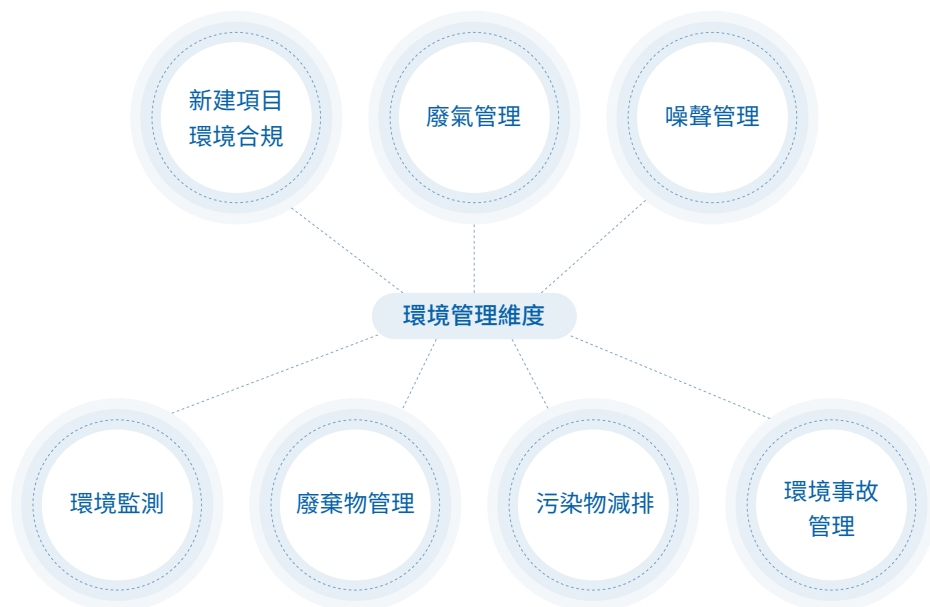 新建項目
環境合規
廢氣管理
噪聲管理
環境管理維度
環境監測
廢棄物管理
污染物減排
環境事故
管理